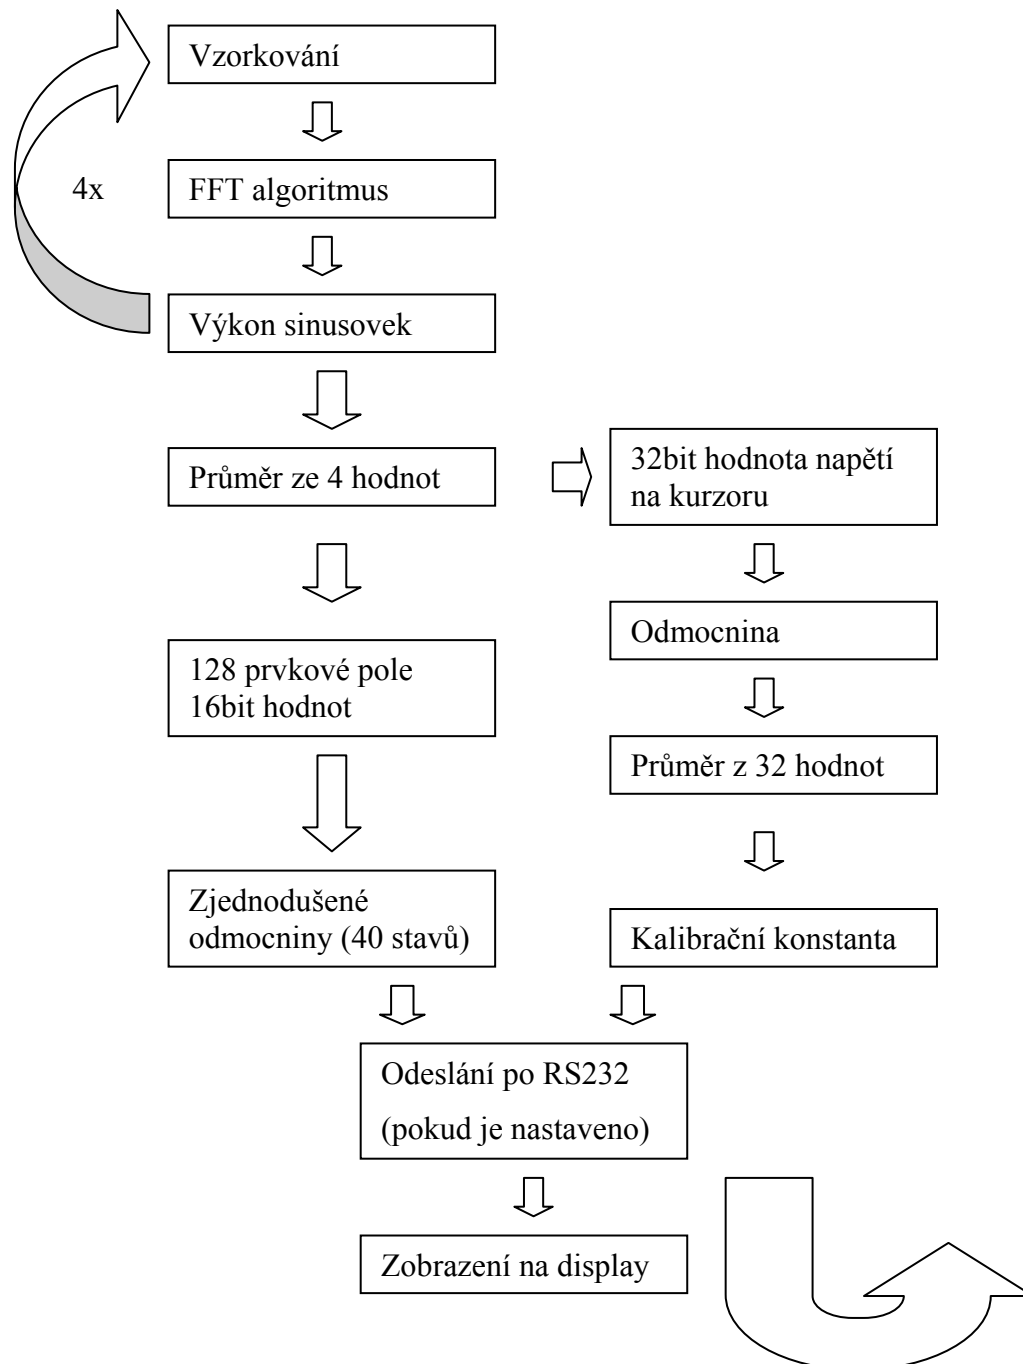 Vzorkování
4x
FFT algoritmus
Výkon sinusovek
Průměr ze 4 hodnot
32bit hodnota napětí
na kurzoru
Odmocnina
128 prvkové pole
16bit hodnot
Průměr z 32 hodnot
Zjednodušené
odmocniny (40 stavů)
Kalibrační konstanta
Odeslání po RS232
(pokud je nastaveno)
Zobrazení na display